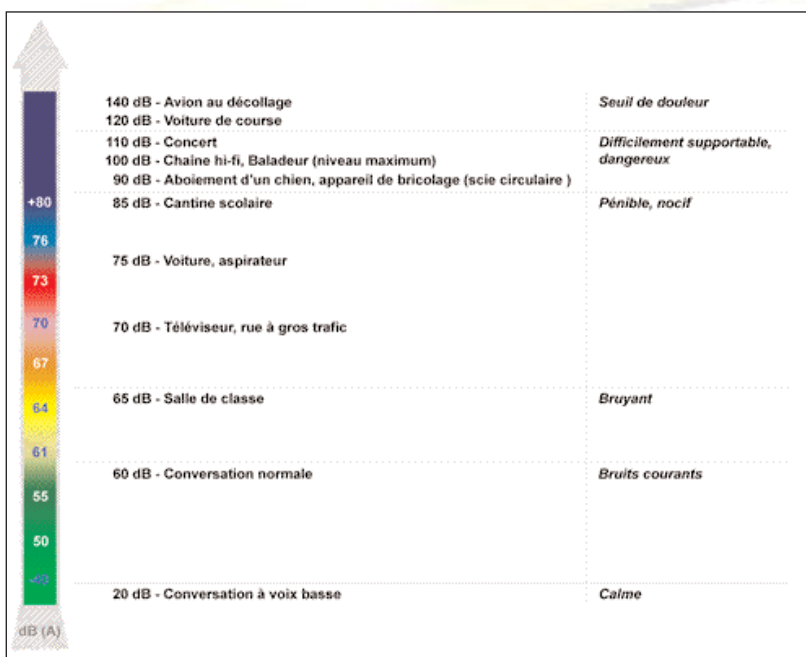 140 dB - Avion au décollage
Seuil de douleur
120 dB - Voiture de course
110 dB - Concert
Difficilement supportable,
dangereux
100 dB - Chaine hi-fi, Baladeur (niveau maximum)
90 dB - Aboiement d'un chien, appareil de bricolage (scie circulaire )
+80
85 dB - Cantine scolaire
Pénible, nocif
76
75 dB - Voiture, aspirateur
73
70
70 dB - Téléviseur, rue à gros trafic
67
65 dB - Salle de classe
Bruyant
64
61
60 dB - Conversation normale
Bruits courants
55
50
20 dB - Conversation à voix basse
Calme
dB (A)